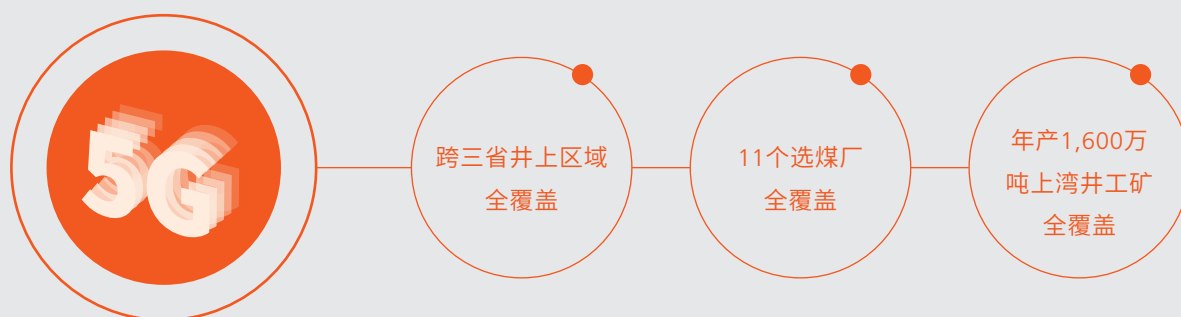 5G
跨三省井上区域
全覆盖
11个选煤厂
全覆盖
年产1,600万
吨上湾井工矿
全覆盖